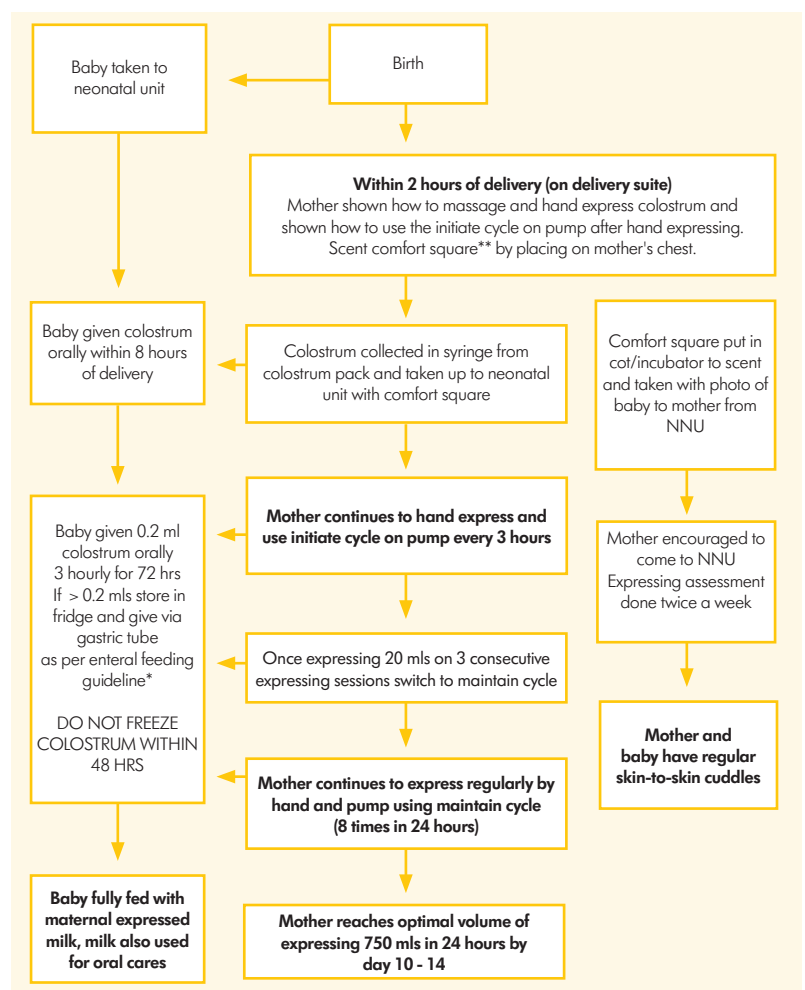 Baby taken to
neonatal unit
Birth
Within 2 hours of delivery (on delivery suite)
Mother shown how to massage and hand express colostrum and
shown how to use the initiate cycle on pump after hand expressing.
Scent comfort square** by placing on mother's chest.
Baby given colostrum
orally within 8 hours
of delivery
Colostrum collected in syringe from
colostrum pack and taken up to neonatal
unit with comfort square
Comfort square put in
cot/incubator to scent
and taken with photo of
baby to mother from
NNU
Baby given 0.2 ml
colostrum orally
3 hourly for 72 hrs
If > 0.2 mls store in
fridge and give via
gastric tube
as per enteral feeding
guideline*
DO NOT FREEZE
COLOSTRUM WITHIN
48 HRS
Mother continues to hand express and
use initiate cycle on pump every 3 hours
Mother encouraged to
come to NNU
Expressing assessment
done twice a week
Once expressing 20 mls on 3 consecutive
expressing sessions switch to maintain cycle
Mother and
baby have regular
skin-to-skin cuddles
Mother continues to express regularly by
hand and pump using maintain cycle
(8 times in 24 hours)
Baby fully fed with
maternal expressed
milk, milk also used
for oral cares
Mother reaches optimal volume of
expressing 750 mls in 24 hours by
day 10 - 14